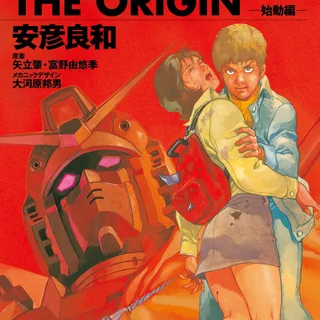 THE ORIGIN
—始動編—
安彦良和
原案
矢立肇・富野由悠季
メカニックデザイン
大河原邦男